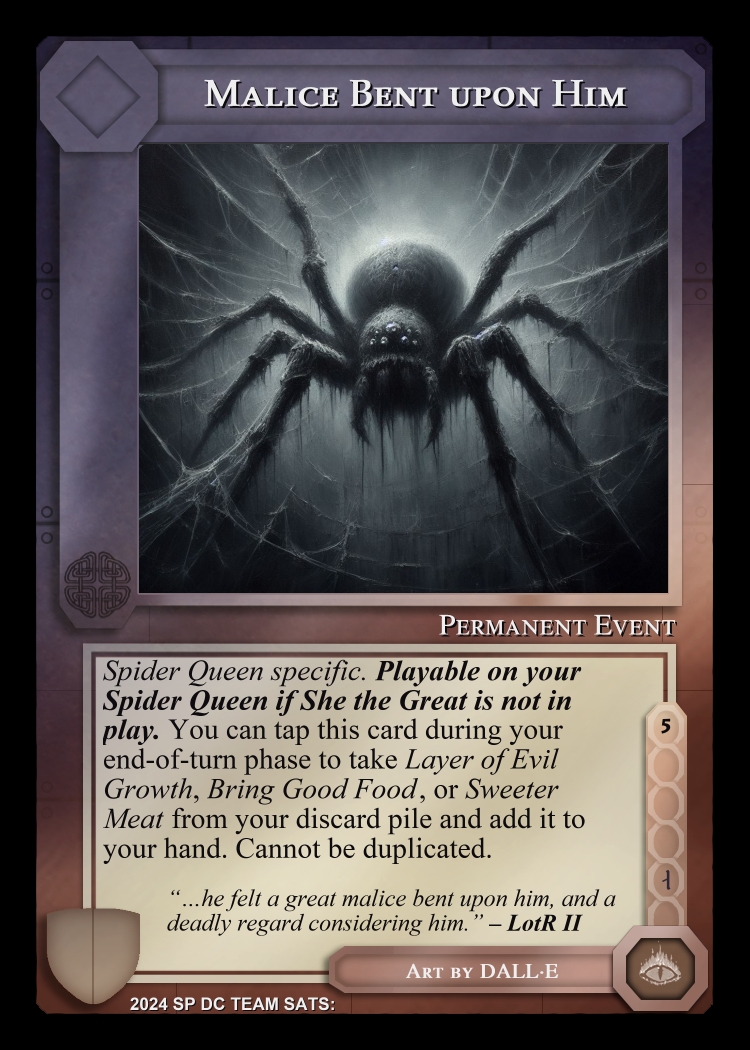 Malice Bent upon Him
Permanent Event
Spider Queen specific. Playable on your
Spider Queen if She the Great is not in
play. You can tap this card during your
end-of-turn phase to take Layer of Evil
Growth, Bring Good Food, or Sweeter
Meat from your discard pile and add it to
your hand. Cannot be duplicated.
5
“...he felt a great malice bent upon him, and a
deadly regard considering him.” – LotR II
Art by DALL·E
2024 SP DC TEAM SATS: